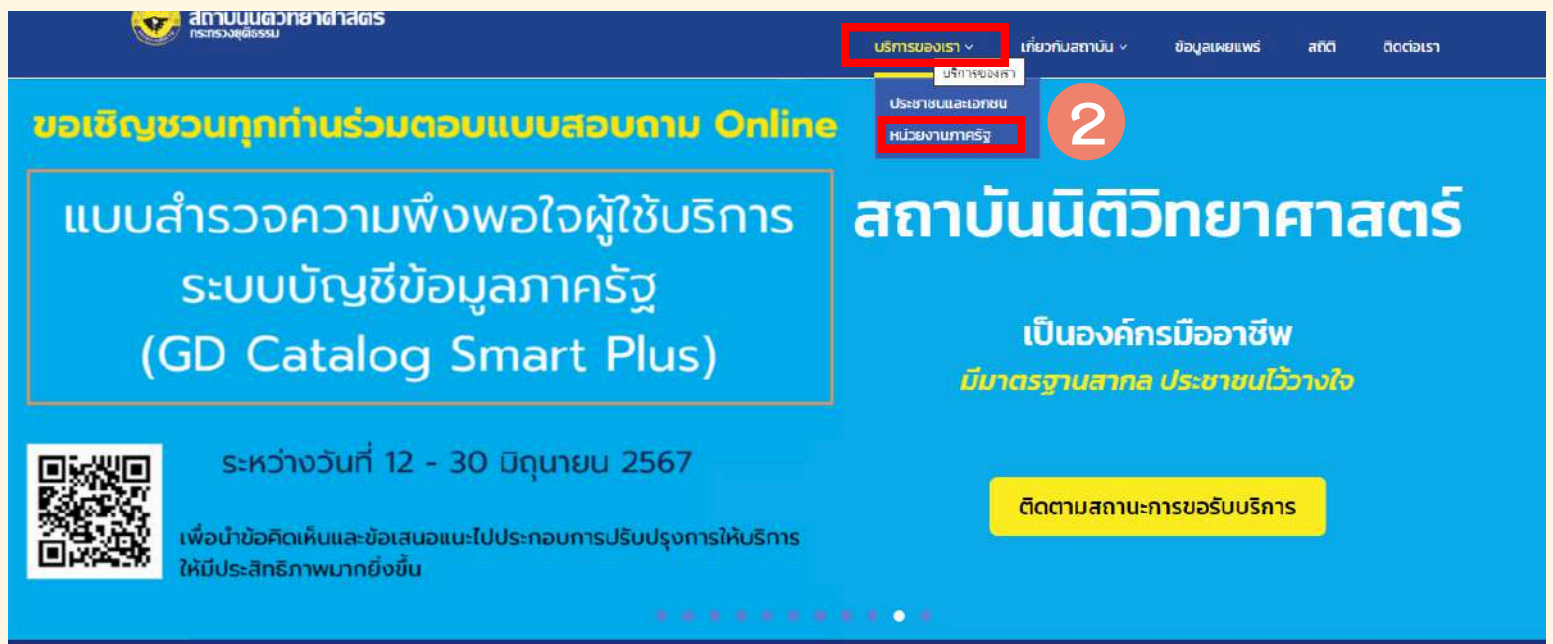 สถาบันนิติวิทยาศาสตร์
กระทรวงยุติธรรม
บริการของเรา
เกี่ยวกับสถาบัน
ข้อมูลเผยแพร่
สถิติ
ติดต่อเรา
บริการของเรา
ประชาชนและเอกชน
หน่วยงานภาครัฐ
2
ขอเชิญชวนทุกท่านร่วมตอบแบบสอบถาม Online
แบบสำรวจความพึงพอใจผู้ใช้บริการ
ระบบบัญชีข้อมูลภาครัฐ
(GD Catalog Smart Plus)
ระหว่างวันที่ 12 - 30 มิถุนายน 2567
เพื่อนำข้อคิดเห็นและข้อเสนอแนะไปประกอบการปรับปรุงการให้บริการ
ให้มีประสิทธิภาพมากยิ่งขึ้น
สถาบันนิติวิทยาศาสตร์
เป็นองค์กรมืออาชีพ
มีมาตรฐานสากล ประชาชนไว้วางใจ
ติดตามสถานะการขอรับบริการ